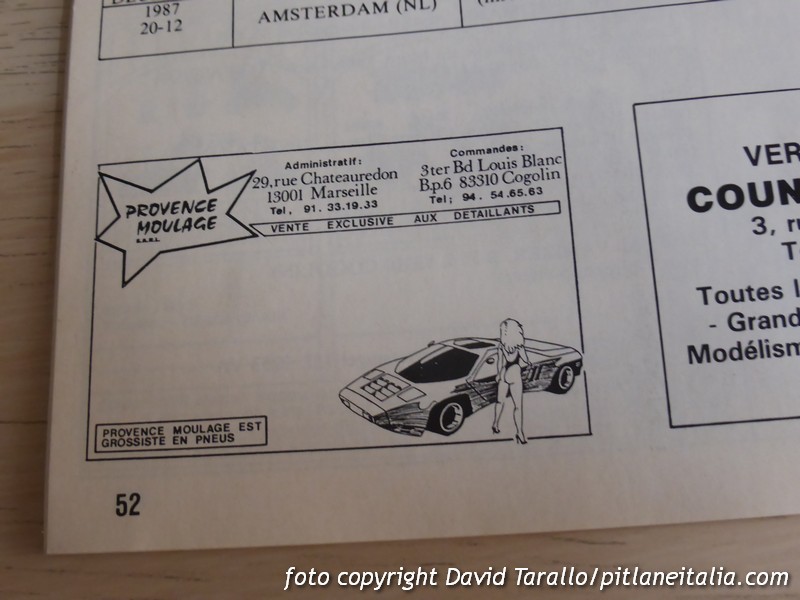 1987
20-12
AMSTERDAM (NL)
PROVENCE
MOULAGE
S.A.R.L.
Administratif:
29,rue Chateauredon
13001 Marseille
Tel, 91. 33.19.33
Commandes:
3ter Bd Louis Blanc
B.p.6 83310 Cogolin
Tel; 94. 54.65.63
VENTE EXCLUSIVE AUX DETAILLANTS
PROVENCE MOULAGE EST
GROSSISTE EN PNEUS
VER
COUN
3, ru
T
Toutes l
- Grand
Modélism
52
foto copyright David Tarallo/pitlaneitalia.com